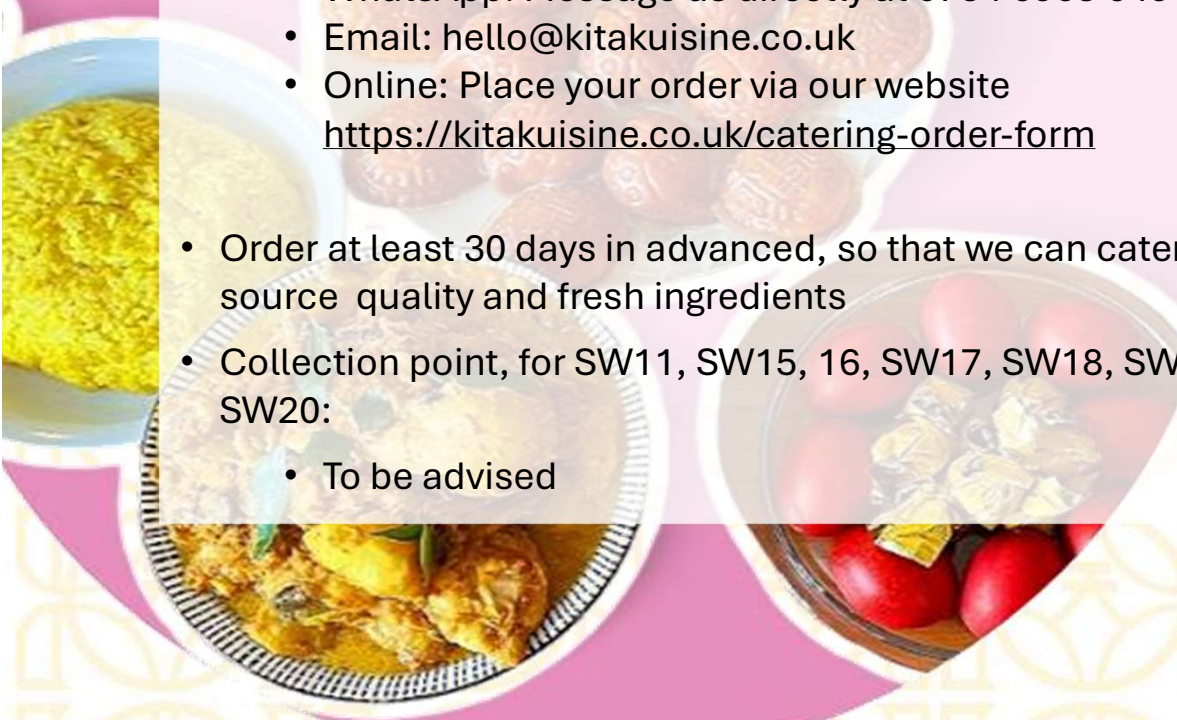 • Email: hello@kitakuisine.co.uk
• Online: Place your order via our website
https://kitakuisine.co.uk/catering-order-form
• Order at least 30 days in advanced, so that we can cater
source  quality and fresh ingredients
• Collection point, for SW11, SW15, 16, SW17, SW18, SW
SW20:
• To be advised